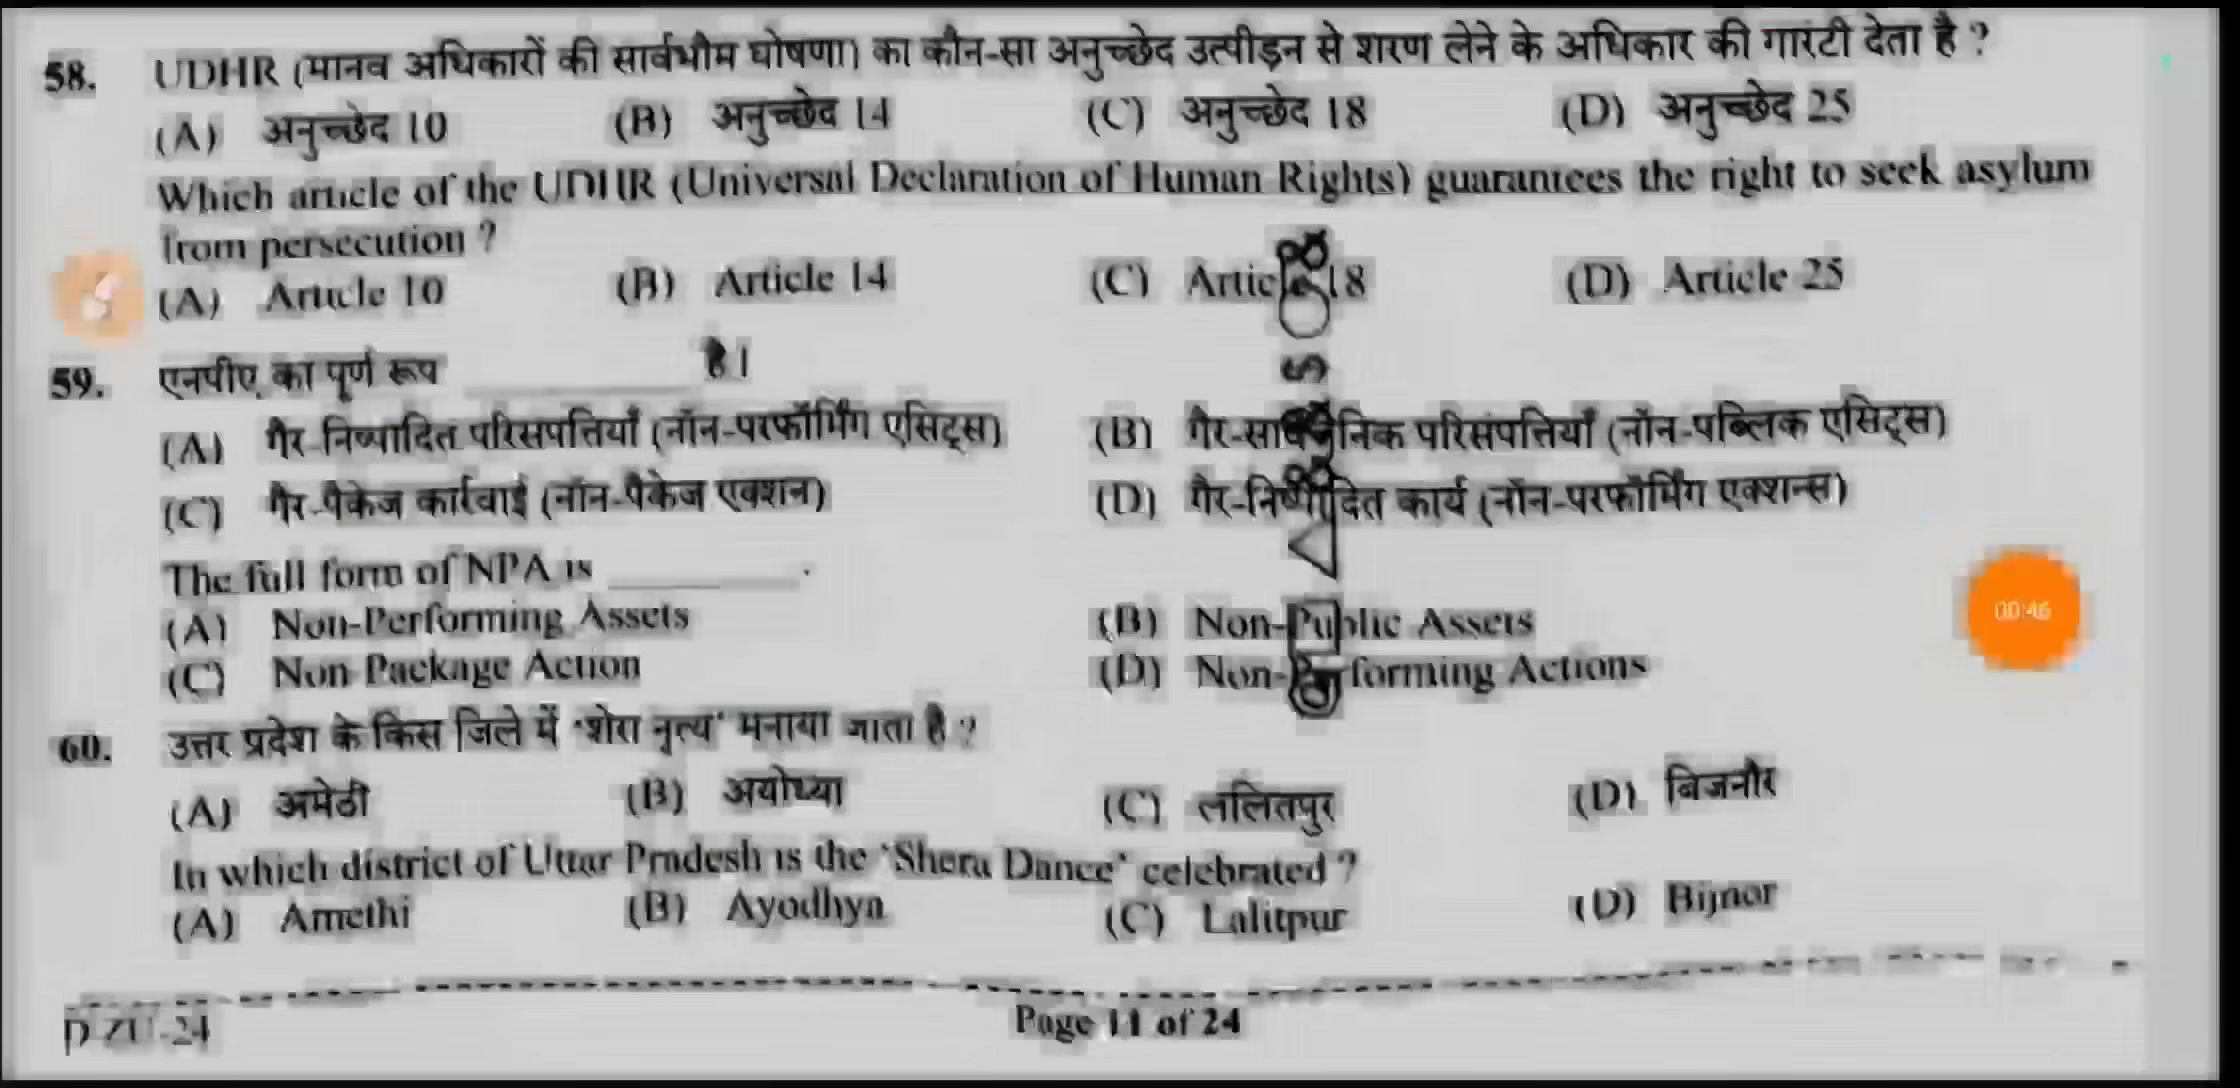 58. UDHR (मानव अधिकारों की सार्वभौम घोषणा) का कौन-सा अनुच्छेद उत्पीड़न से शरण लेने के अधिकार की गारंटी देता है ?
(A) अनुच्छेद 10 (B) अनुच्छेद 14 (C) अनुच्छेद 18 (D) अनुच्छेद 25
Which article of the UDHR (Universal Declaration of Human Rights) guarantees the right to seek asylum
from persecution ?
(A) Article 10 (B) Article 14 (C) Article 18 (D) Article 25
59. एनपीए का पूर्ण रूप __________ है।
(A) गैर-निष्पादित परिसंपत्तियाँ (नॉन-परफॉर्मिंग एसिट्स) (B) गैर-सार्वजनिक परिसंपत्तियाँ (नॉन-पब्लिक एसिट्स)
(C) गैर-पैकेज कार्रवाई (नॉन-पैकेज एक्शन) (D) गैर-निष्पादित कार्य (नॉन-परफॉर्मिंग एक्शन्स)
The full form of NPA is __________.
(A) Non-Performing Assets (B) Non-Public Assets
(C) Non-Package Action (D) Non-Performing Actions
60. उत्तर प्रदेश के किस जिले में 'शेरा नृत्य' मनाया जाता है ?
(A) अमेठी (B) अयोध्या (C) ललितपुर (D) बिजनौर
In which district of Uttar Pradesh is the 'Shera Dance' celebrated ?
(A) Amethi (B) Ayodhya (C) Lalitpur (D) Bijnor
00:46
Page 11 of 24